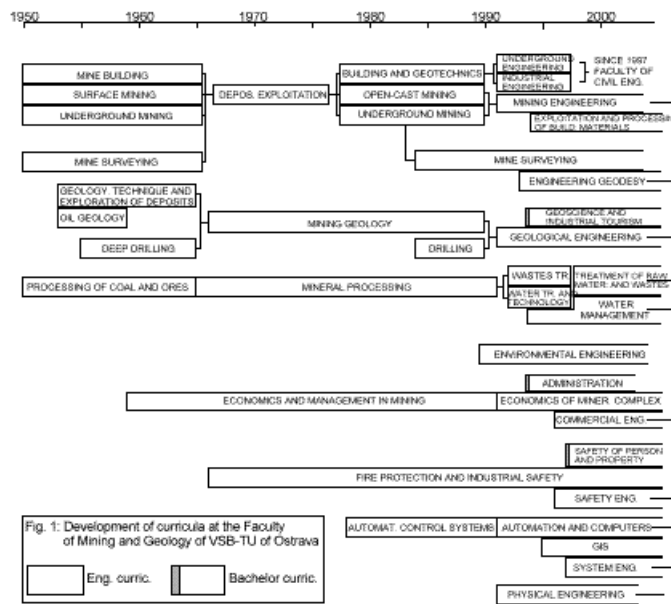 1950 1960 1970 1980 1990 2000
MINE BUILDING
SURFACE MINING
UNDERGROUND MINING
MINE SURVEYING
DEPOS. EXPLOITATION
BUILDING AND GEOTECHNICS
OPEN-CAST MINING
UNDERGROUND MINING
UNDERGROUND
ENGINEERING
INDUSTRIAL
ENGINEERING
SINCE 1997
FACULTY OF
CIVIL ENG.
MINING ENGINEERING
EXPLOITATION AND PROCESSING
OF BUILD. MATERIALS
MINE SURVEYING
ENGINEERING GEODESY
GEOLOGY, TECHNIQUE AND
EXPLORATION OF DEPOSITS
OIL GEOLOGY
DEEP DRILLING
MINING GEOLOGY
DRILLING
GEOSCIENCE AND
INDUSTRIAL TOURISM
GEOLOGICAL ENGINEERING
PROCESSING OF COAL AND ORES
MINERAL PROCESSING
WASTES TR.
WATER TR. AND
TECHNOLOGY
TREATMENT OF RAW
WATER: AND WASTES
WATER
MANAGEMENT
ENVIRONMENTAL ENGINEERING
ADMINISTRATION
ECONOMICS AND MANAGEMENT IN MINING
ECONOMICS OF MINER. COMPLEX
COMMERCIAL ENG.
SAFETY OF PERSON
AND PROPERTY
FIRE PROTECTION AND INDUSTRIAL SAFETY
SAFETY ENG.
AUTOMAT. CONTROL SYSTEMS
AUTOMATION AND COMPUTERS
GIS
SYSTEM ENG.
PHYSICAL ENGINEERING
Fig. 1: Development of curricula at the Faculty
of Mining and Geology of VSB-TU of Ostrava
Eng. curric.
Bachelor curric.